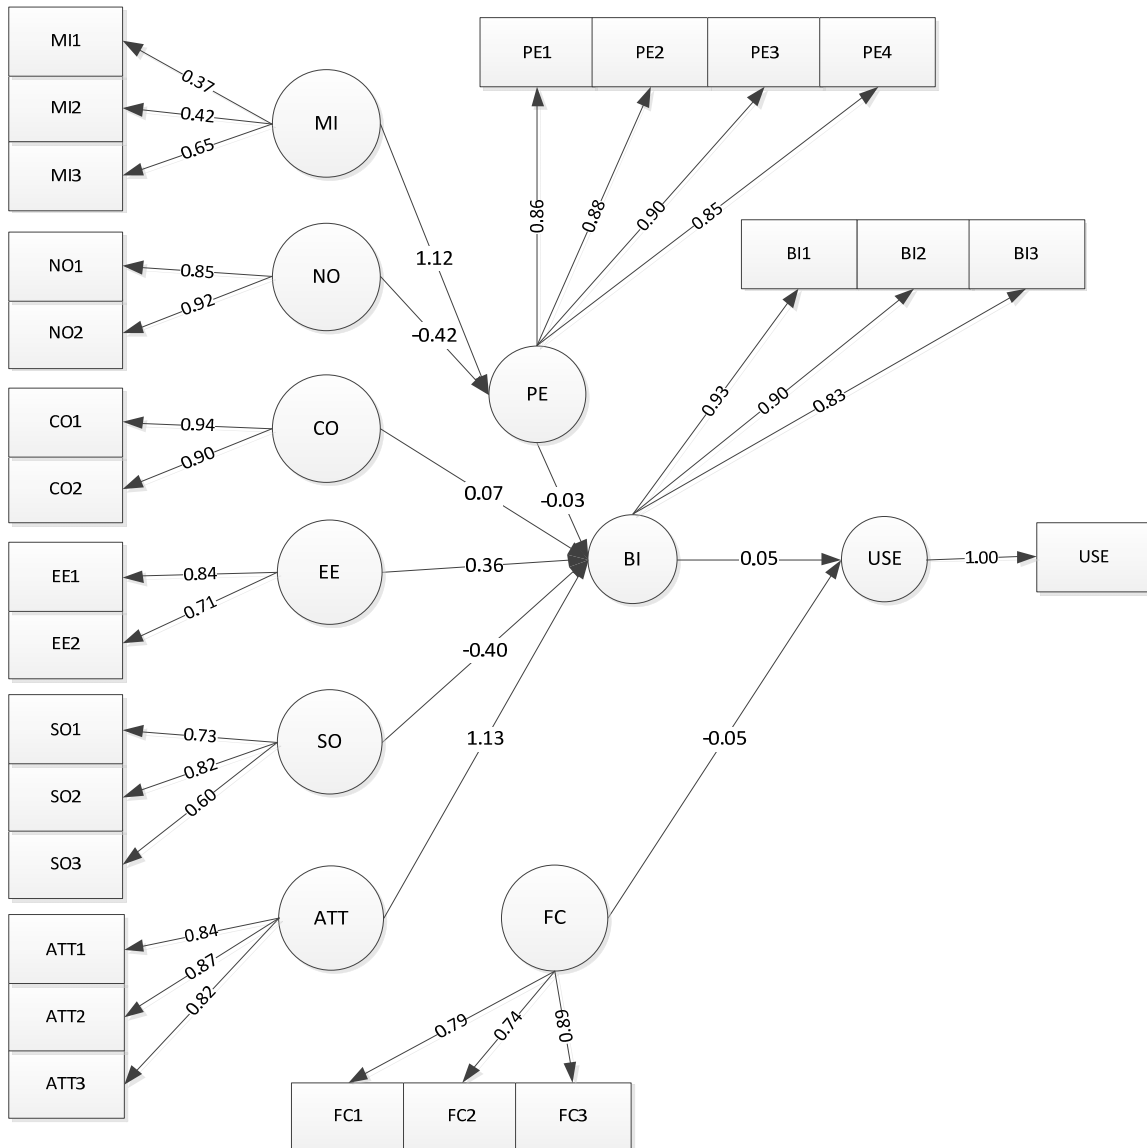 MI1
MI2
MI3
0.37
0.42
0.65
MI
PE1 PE2 PE3 PE4
0.86
0.88
0.90
0.85
NO1
NO2
0.85
0.92
NO
1.12
-0.42
PE
BI1 BI2 BI3
0.93
0.90
0.83
CO1
CO2
0.94
0.90
CO
0.07
-0.03
EE1
EE2
0.84
0.71
EE
0.36
BI
0.05
USE
1.00
USE
SO1
SO2
SO3
0.73
0.82
0.60
SO
-0.40
1.13
-0.05
ATT1
ATT2
ATT3
0.84
0.87
0.82
ATT
FC
0.79
0.74
0.89
FC1 FC2 FC3